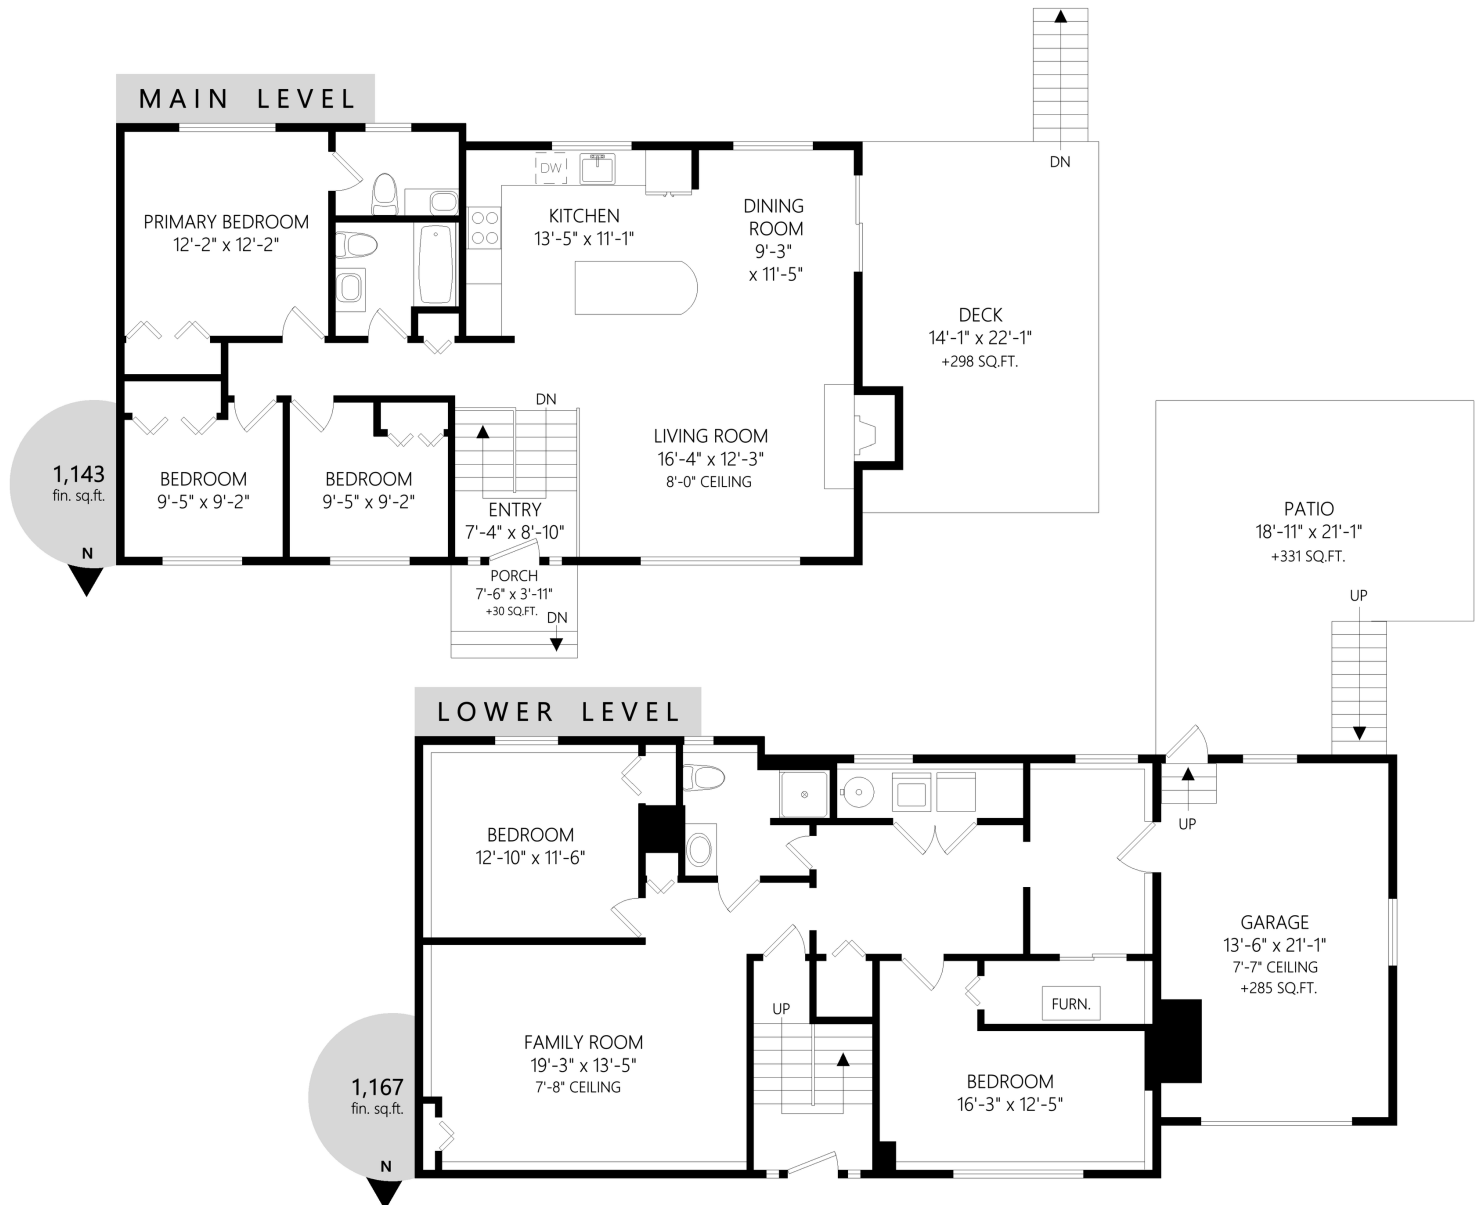 MAIN LEVEL
PRIMARY BEDROOM
12'-2" x 12'-2"
DW
KITCHEN
13'-5" x 11'-1"
DINING
ROOM
9'-3"
x 11'-5"
DN
DECK
14'-1" x 22'-1"
+298 SQ.FT.
DN
LIVING ROOM
16'-4" x 12'-3"
8'-0" CEILING
BEDROOM
9'-5" x 9'-2"
BEDROOM
9'-5" x 9'-2"
ENTRY
7'-4" x 8'-10"
PORCH
7'-6" x 3'-11"
+30 SQ.FT.
DN
1,143
fin. sq.ft.
N
PATIO
18'-11" x 21'-1"
+331 SQ.FT.
UP
LOWER LEVEL
BEDROOM
12'-10" x 11'-6"
UP
GARAGE
13'-6" x 21'-1"
7'-7" CEILING
+285 SQ.FT.
FURN.
UP
FAMILY ROOM
19'-3" x 13'-5"
7'-8" CEILING
BEDROOM
16'-3" x 12'-5"
1,167
fin. sq.ft.
N